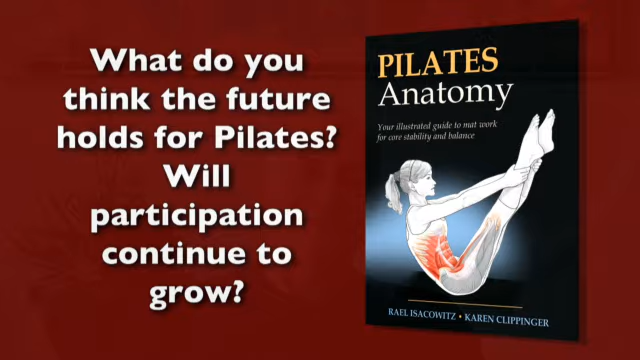 What do you
think the future
holds for Pilates?
Will
participation
continue to
grow?
PILATES
Anatomy
Your illustrated guide to mat work
for core stability and balance
RAEL ISACOWITZ • KAREN CLIPPINGER